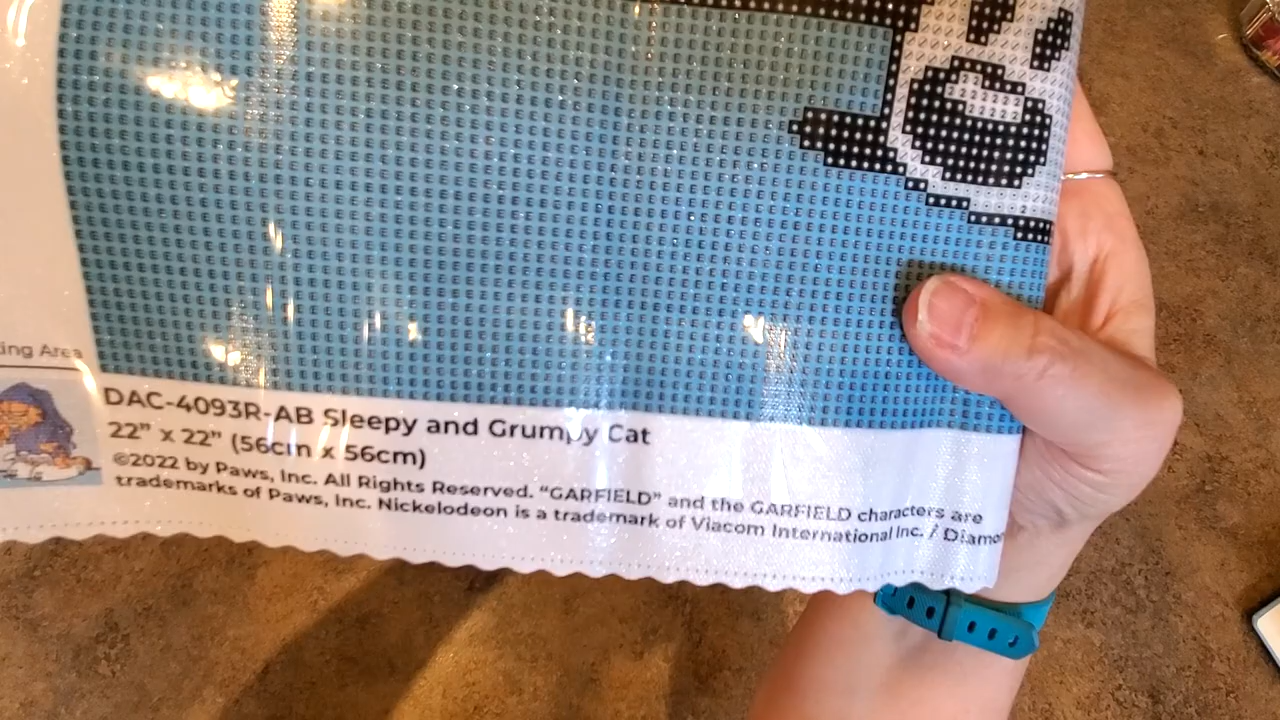 ing Area
DAC-4093R-AB Sleepy and Grumpy Cat
22” x 22” (56cm x 56cm)
©2022 by Paws, Inc. All Rights Reserved. “GARFIELD” and the GARFIELD characters are
trademarks of Paws, Inc. Nickelodeon is a trademark of Viacom International Inc. / Diamo